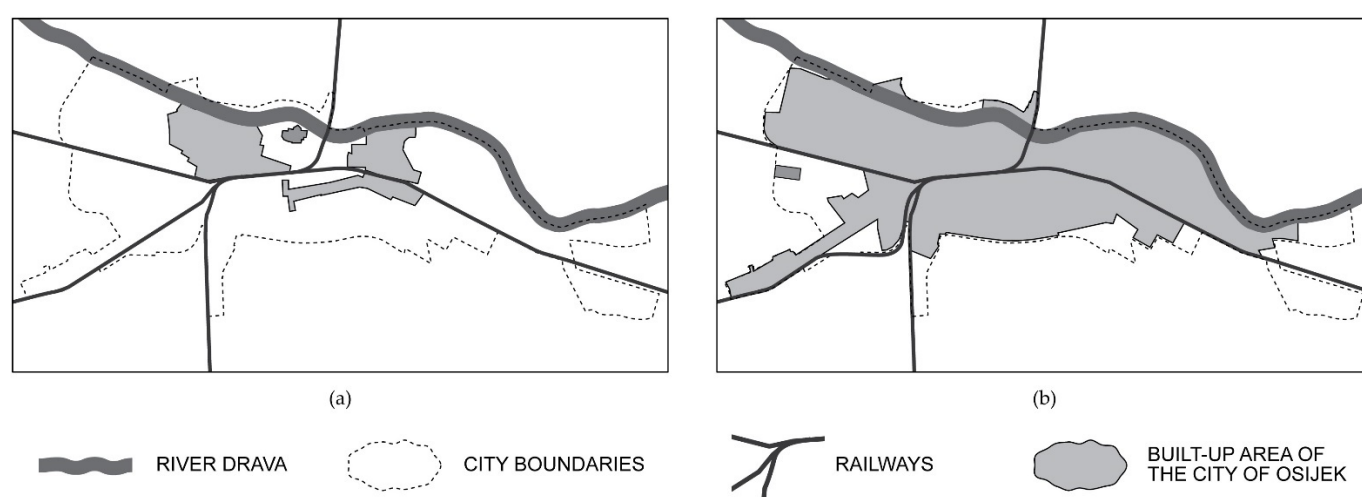 (a)
(b)
RIVER DRAVA
CITY BOUNDARIES
RAILWAYS
BUILT-UP AREA OF
THE CITY OF OSIJEK